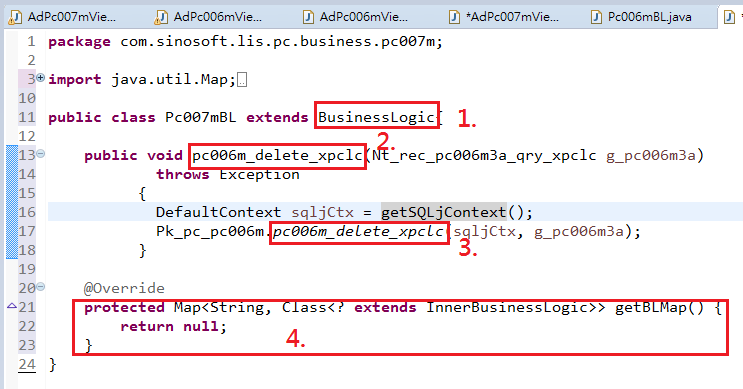 AdPc007mVie... AdPc006mVie... AdPc006mVie... *AdPc007mVie... Pc006mBL.java
1 package com.sinosoft.lis.pc.business.pc007m;
2
3 import java.util.Map;
10
11 public class Pc007mBL extends BusinessLogic{ 1.
12 2.
13 public void pc006m_delete_xpclc(Nt_rec_pc006m3a_qry_xpclc g_pc006m3a)
14 throws Exception
15 {
16 DefaultContext sqljCtx = getSQLjContext();
17 Pk_pc_pc006m.pc006m_delete_xpclc(sqljCtx, g_pc006m3a);
18 } 3.
19
20 @Override
21 protected Map<String, Class<? extends InnerBusinessLogic>> getBLMap() {
22 return null; 4.
23 }
24 }